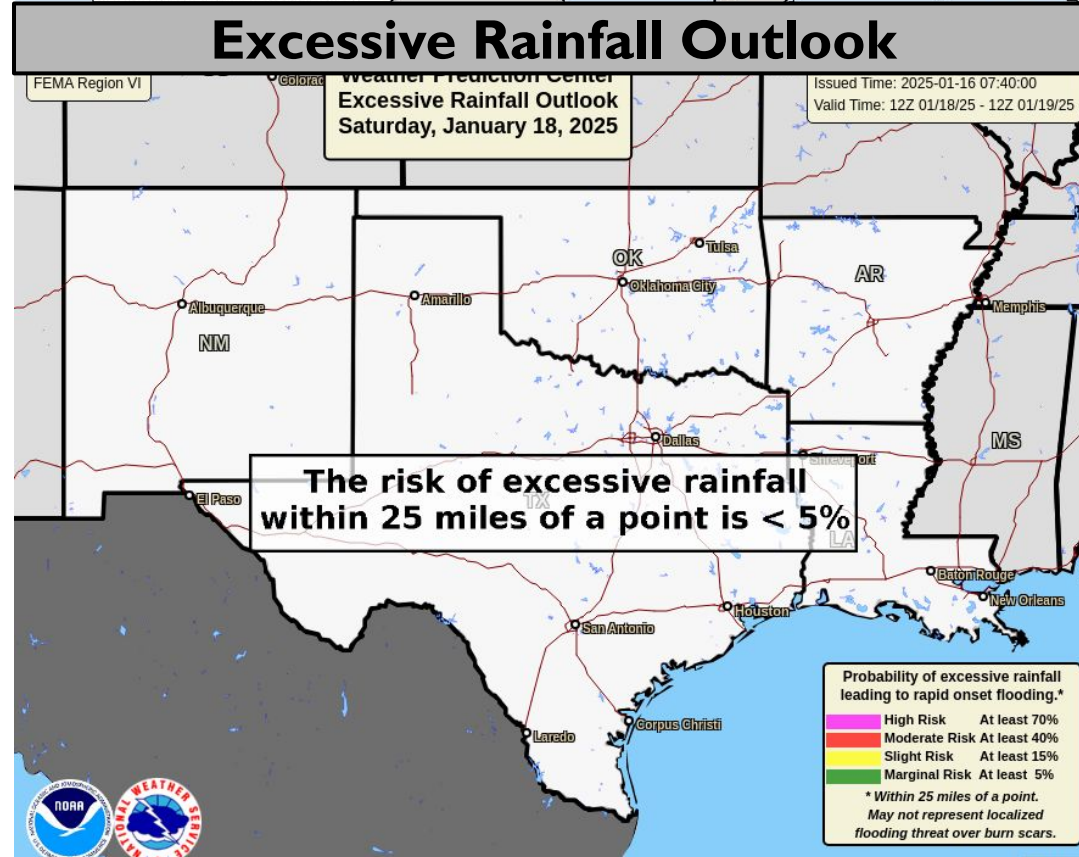 Excessive Rainfall Outlook
FEMA Region VI
Weather Prediction Center
Excessive Rainfall Outlook
Saturday, January 18, 2025
Issued Time: 2025-01-16 07:40:00
Valid Time: 12Z 01/18/25 - 12Z 01/19/25
Tulsa
OK
Oklahoma City
AR
Albuquerque
Amarillo
Memphis
NM
Dallas
MS
Shreveport
The risk of excessive rainfall
within 25 miles of a point is < 5%
TX
El Paso
LA
Baton Rouge
New Orleans
Houston
San Antonio
Corpus Christi
Laredo
Probability of excessive rainfall
leading to rapid onset flooding.*
High Risk At least 70%
Moderate Risk At least 40%
Slight Risk At least 15%
Marginal Risk At least 5%
* Within 25 miles of a point.
May not represent localized
flooding threat over burn scars.
NOAA
NATIONAL WEATHER SERVICE